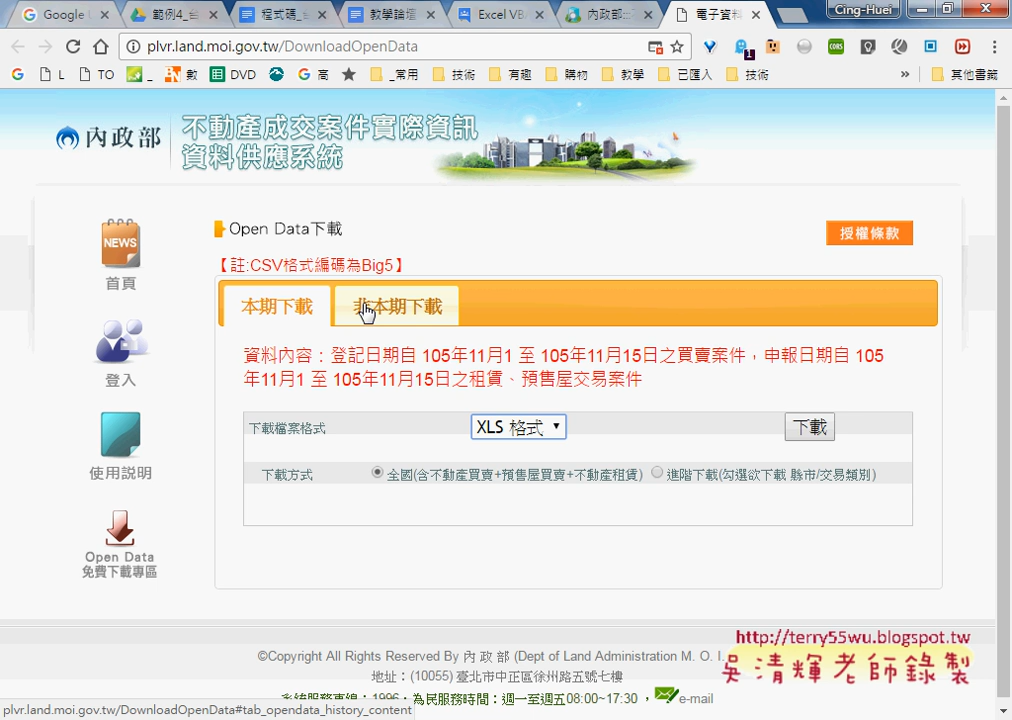 Google
範例4_台
程式碼_台
教學論壇
Excel VBA
內政部
電子資料
Cing-Huei
plvr.land.moi.gov.tw/DownloadOpenData
L
TO
數
DVD
高
_常用
技術
有趣
購物
教學
已匯入
技術
»
其他書籤
內政部
不動產成交案件實際資訊
資料供應系統
NEWS
首頁
登入
使用説明
Open Data
免費下載專區
Open Data下載
授權條款
【註:CSV格式編碼為Big5】
本期下載
非本期下載
資料內容：登記日期自 105年11月1 至 105年11月15日之買賣案件，申報日期自 105
年11月1 至 105年11月15日之租賃、預售屋交易案件
下載檔案格式
XLS 格式
下載
下載方式
全國(含不動產買賣+預售屋買賣+不動產租賃)
進階下載(勾選欲下載 縣市/交易類別)
©Copyright All Rights Reserved By 內 政 部 (Dept of Land Administration M. O. I.
地址：(10055) 臺北市中正區徐州路五號七樓
系統服務專線：1996，為民服務時間：週一至週五08:00~17:30 ，
e-mail
http://terry55wu.blogspot.tw
吳清輝老師錄製
plvr.land.moi.gov.tw/DownloadOpenData#tab_opendata_history_content